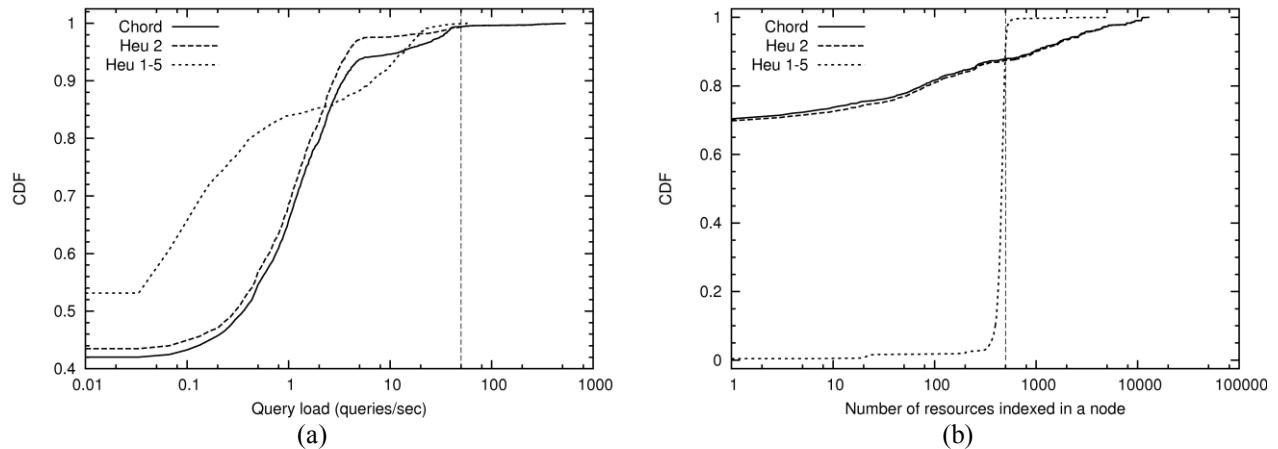 1
0.9
0.8
0.7
0.6
0.5
0.4
CDF
Chord
Heu 2
Heu 1-5
0.01 0.1 1 10 100 1000
Query load (queries/sec)
(a)
1
0.8
0.6
0.4
0.2
0
CDF
Chord
Heu 2
Heu 1-5
1 10 100 1000 10000 100000
Number of resources indexed in a node
(b)